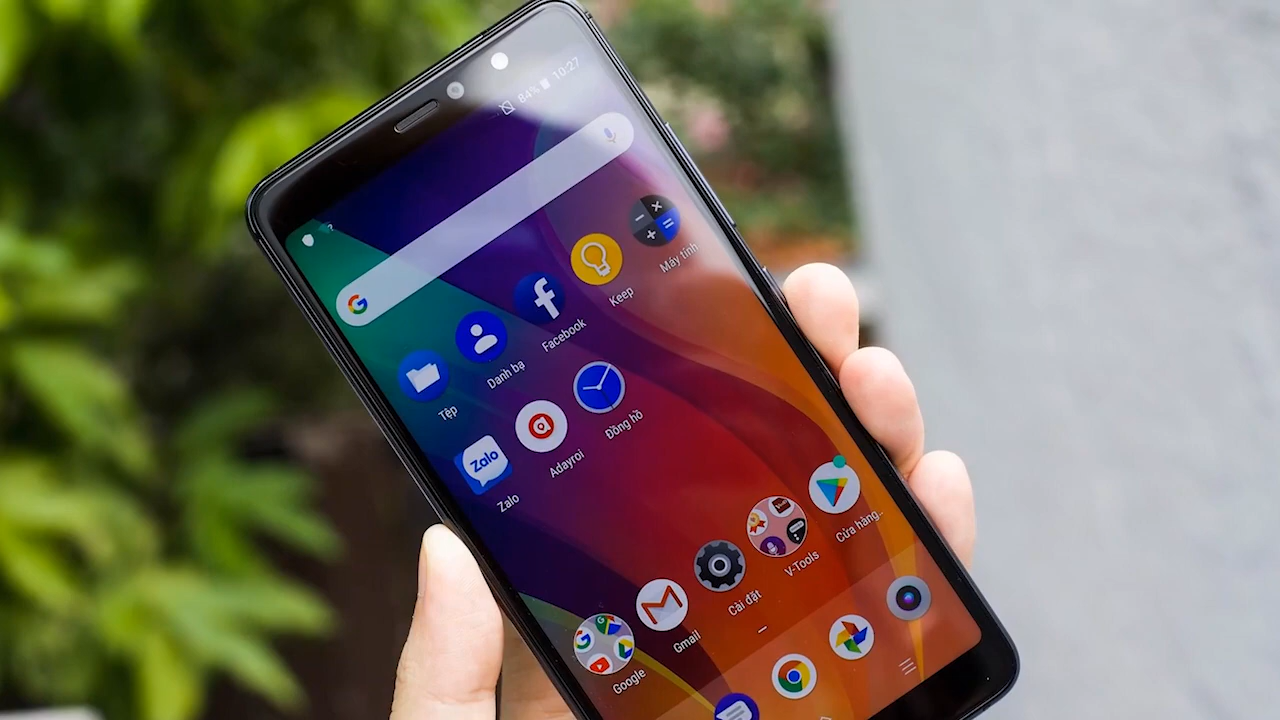 84% 10:27
Tệp
Danh bạ
Facebook
Keep
Máy tính
Zalo
Zalo
Adayroi
Đồng hồ
Google
Gmail
Cài đặt
V-Tools
Cửa hàng..